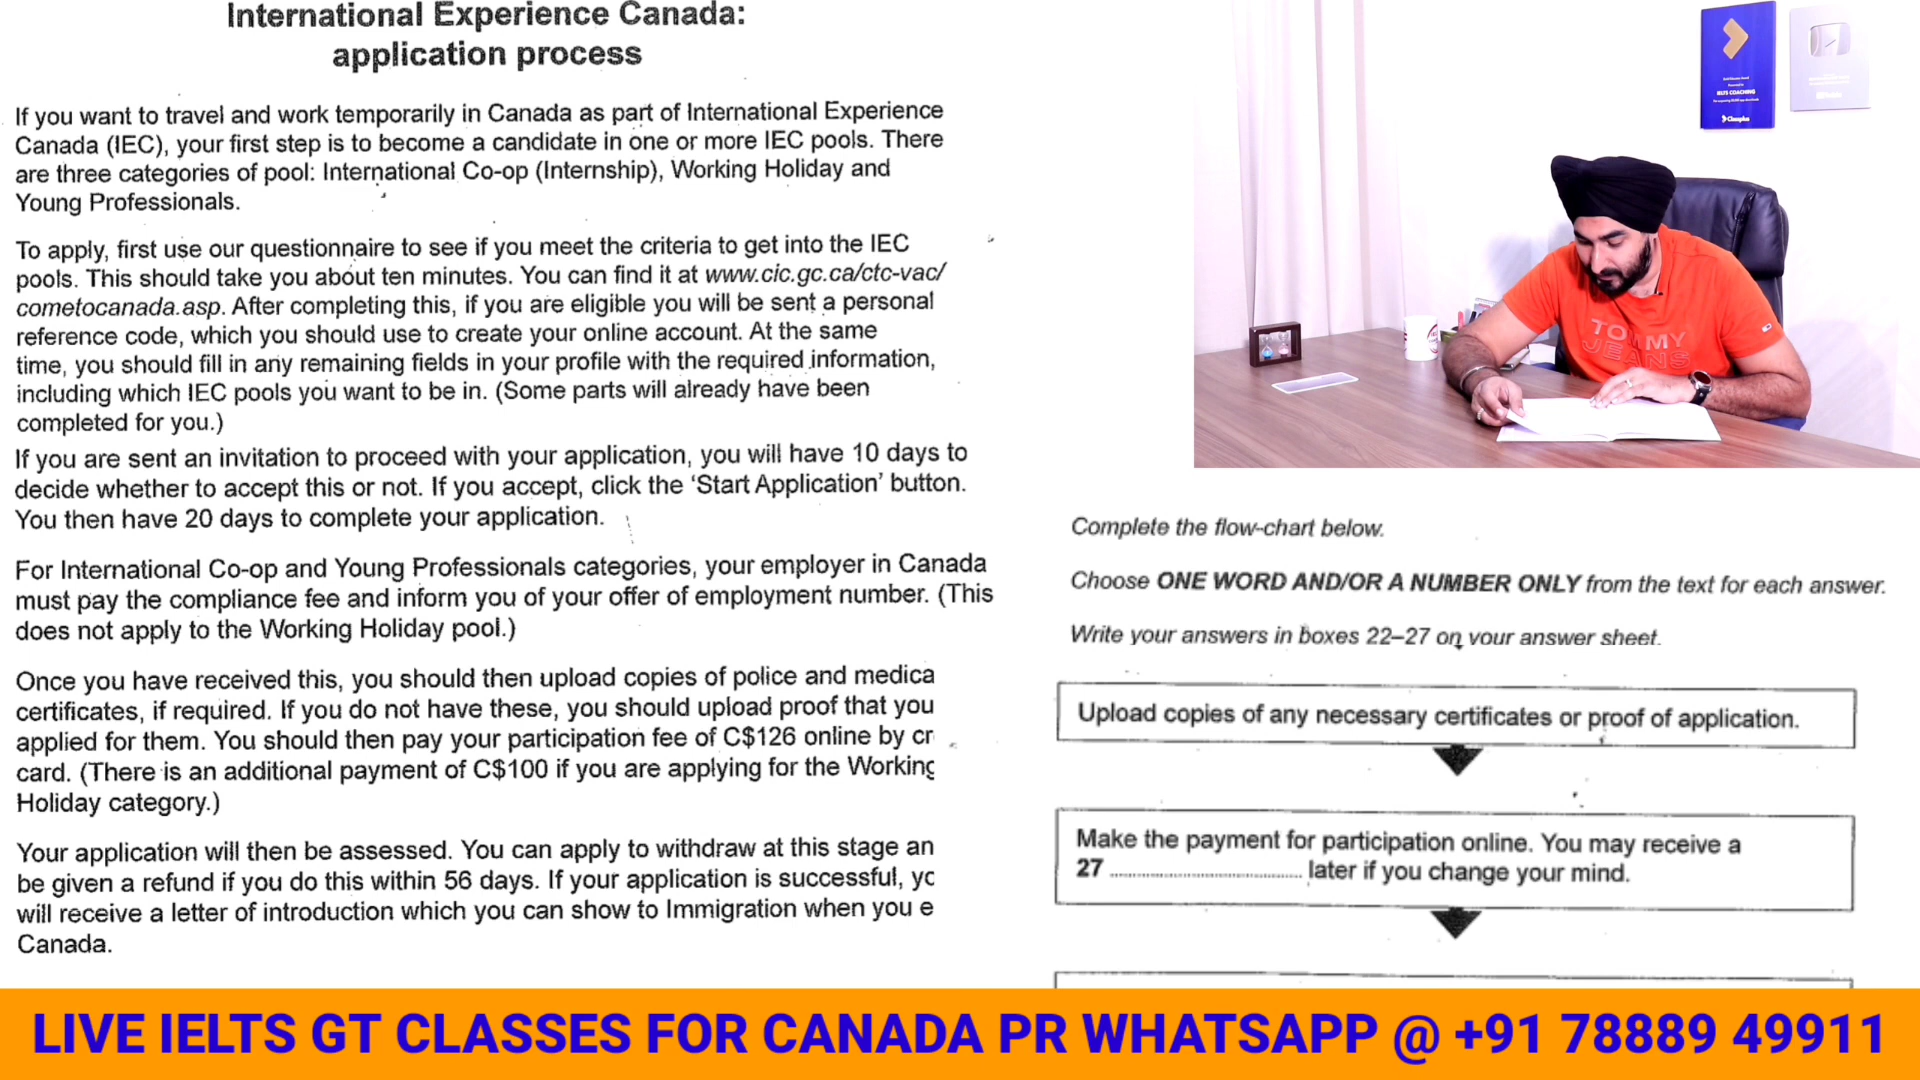 International Experience Canada:
application process
If you want to travel and work temporarily in Canada as part of International Experience
Canada (IEC), your first step is to become a candidate in one or more IEC pools. There
are three categories of pool: International Co-op (Internship), Working Holiday and
Young Professionals.
To apply, first use our questionnaire to see if you meet the criteria to get into the IEC
pools. This should take you about ten minutes. You can find it at www.cic.gc.ca/ctc-vac/
cometocanada.asp. After completing this, if you are eligible you will be sent a personal
reference code, which you should use to create your online account. At the same
time, you should fill in any remaining fields in your profile with the required information,
including which IEC pools you want to be in. (Some parts will already have been
completed for you.)
If you are sent an invitation to proceed with your application, you will have 10 days to
decide whether to accept this or not. If you accept, click the ‘Start Application’ button.
You then have 20 days to complete your application.
For International Co-op and Young Professionals categories, your employer in Canada
must pay the compliance fee and inform you of your offer of employment number. (This
does not apply to the Working Holiday pool.)
Once you have received this, you should then upload copies of police and medica
certificates, if required. If you do not have these, you should upload proof that you
applied for them. You should then pay your participation fee of C$126 online by cr
card. (There is an additional payment of C$100 if you are applying for the Working
Holiday category.)
Your application will then be assessed. You can apply to withdraw at this stage an
be given a refund if you do this within 56 days. If your application is successful, yo
will receive a letter of introduction which you can show to Immigration when you e
Canada.
IELTS COACHING
Classplus
TOMMY
JEANS
Complete the flow-chart below.
Choose ONE WORD AND/OR A NUMBER ONLY from the text for each answer.
Write your answers in boxes 22–27 on your answer sheet.
Upload copies of any necessary certificates or proof of application.
Make the payment for participation online. You may receive a
27 ................................ later if you change your mind.
LIVE IELTS GT CLASSES FOR CANADA PR WHATSAPP @ +91 78889 49911